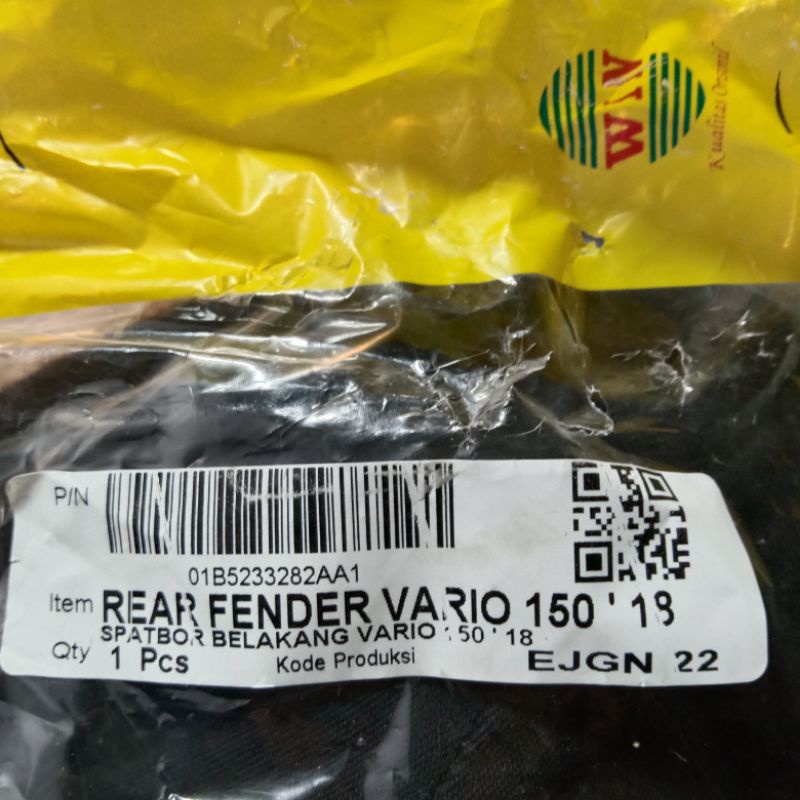 WIN
Kualitas Orisinil
P/N
01B5233282AA1
Item REAR FENDER VARIO 150 ' 18
SPATBOR BELAKANG VARIO 150 ' 18
Qty 1 Pcs Kode Produksi EJGN 22